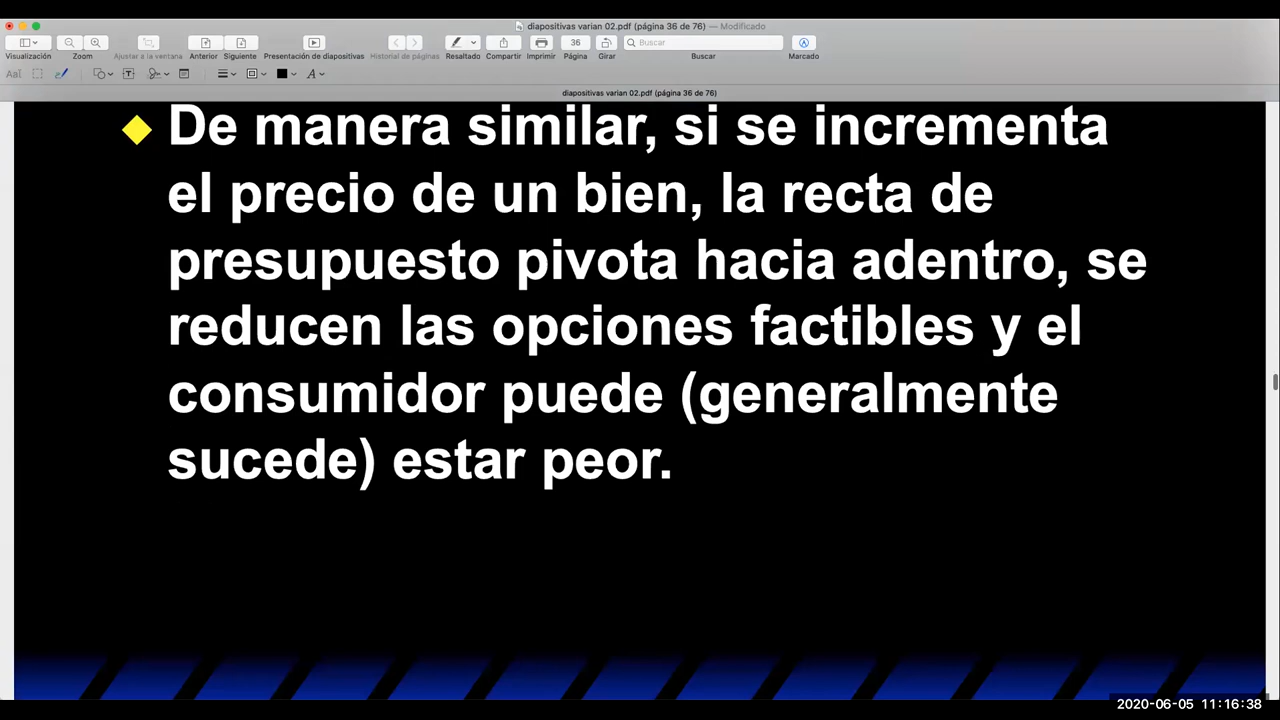 diapositivas varian 02.pdf (página 36 de 76) — Modificado
36
Buscar
Visualización Zoom Ajustar a la ventana Anterior Siguiente Presentación de diapositivas Historial de páginas Resaltado Compartir Imprimir Página Girar Buscar Marcado
diapositivas varian 02.pdf (página 36 de 76)
De manera similar, si se incrementa
el precio de un bien, la recta de
presupuesto pivota hacia adentro, se
reducen las opciones factibles y el
consumidor puede (generalmente
sucede) estar peor.
2020-06-05 11:16:38